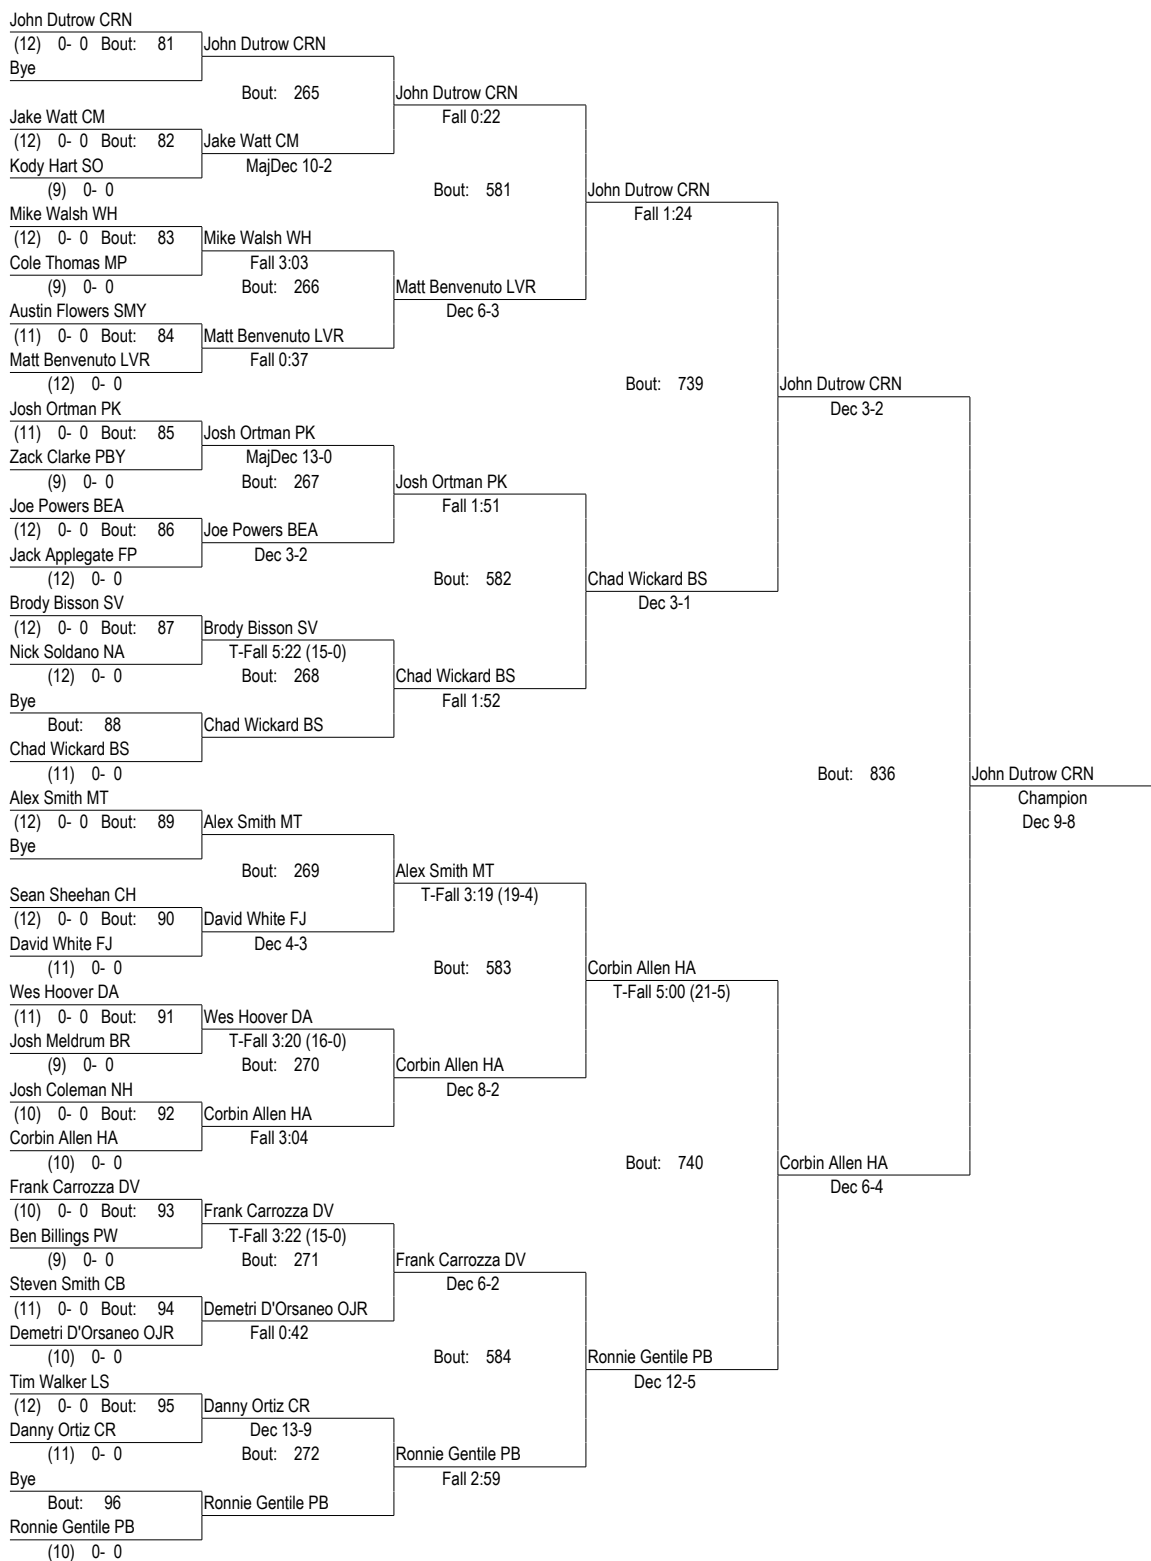 John Dutrow CRN
(12) 0- 0 Bout: 81 John Dutrow CRN
Bye
Bout: 265 John Dutrow CRN
Jake Watt CM Fall 0:22
(12) 0- 0 Bout: 82 Jake Watt CM
Kody Hart SO MajDec 10-2
(9) 0- 0 Bout: 581 John Dutrow CRN
Mike Walsh WH Fall 1:24
(12) 0- 0 Bout: 83 Mike Walsh WH
Cole Thomas MP Fall 3:03
(9) 0- 0 Bout: 266 Matt Benvenuto LVR
Austin Flowers SMY Dec 6-3
(11) 0- 0 Bout: 84 Matt Benvenuto LVR
Matt Benvenuto LVR Fall 0:37
(12) 0- 0 Bout: 739 John Dutrow CRN
Josh Ortman PK Dec 3-2
(11) 0- 0 Bout: 85 Josh Ortman PK
Zack Clarke PBY MajDec 13-0
(9) 0- 0 Bout: 267 Josh Ortman PK
Joe Powers BEA Fall 1:51
(12) 0- 0 Bout: 86 Joe Powers BEA
Jack Applegate FP Dec 3-2
(12) 0- 0 Bout: 582 Chad Wickard BS
Brody Bisson SV Dec 3-1
(12) 0- 0 Bout: 87 Brody Bisson SV
Nick Soldano NA T-Fall 5:22 (15-0)
(12) 0- 0 Bout: 268 Chad Wickard BS
Bye Fall 1:52
Bout: 88 Chad Wickard BS
Chad Wickard BS
(11) 0- 0 Bout: 836 John Dutrow CRN
Alex Smith MT Champion
(12) 0- 0 Bout: 89 Alex Smith MT Dec 9-8
Bye
Bout: 269 Alex Smith MT
Sean Sheehan CH T-Fall 3:19 (19-4)
(12) 0- 0 Bout: 90 David White FJ
David White FJ Dec 4-3
(11) 0- 0 Bout: 583 Corbin Allen HA
Wes Hoover DA T-Fall 5:00 (21-5)
(11) 0- 0 Bout: 91 Wes Hoover DA
Josh Meldrum BR T-Fall 3:20 (16-0)
(9) 0- 0 Bout: 270 Corbin Allen HA
Josh Coleman NH Dec 8-2
(10) 0- 0 Bout: 92 Corbin Allen HA
Corbin Allen HA Fall 3:04
(10) 0- 0 Bout: 740 Corbin Allen HA
Frank Carrozza DV Dec 6-4
(10) 0- 0 Bout: 93 Frank Carrozza DV
Ben Billings PW T-Fall 3:22 (15-0)
(9) 0- 0 Bout: 271 Frank Carrozza DV
Steven Smith CB Dec 6-2
(11) 0- 0 Bout: 94 Demetri D'Orsaneo OJR
Demetri D'Orsaneo OJR Fall 0:42
(10) 0- 0 Bout: 584 Ronnie Gentile PB
Tim Walker LS Dec 12-5
(12) 0- 0 Bout: 95 Danny Ortiz CR
Danny Ortiz CR Dec 13-9
(11) 0- 0 Bout: 272 Ronnie Gentile PB
Bye Fall 2:59
Bout: 96 Ronnie Gentile PB
Ronnie Gentile PB
(10) 0- 0